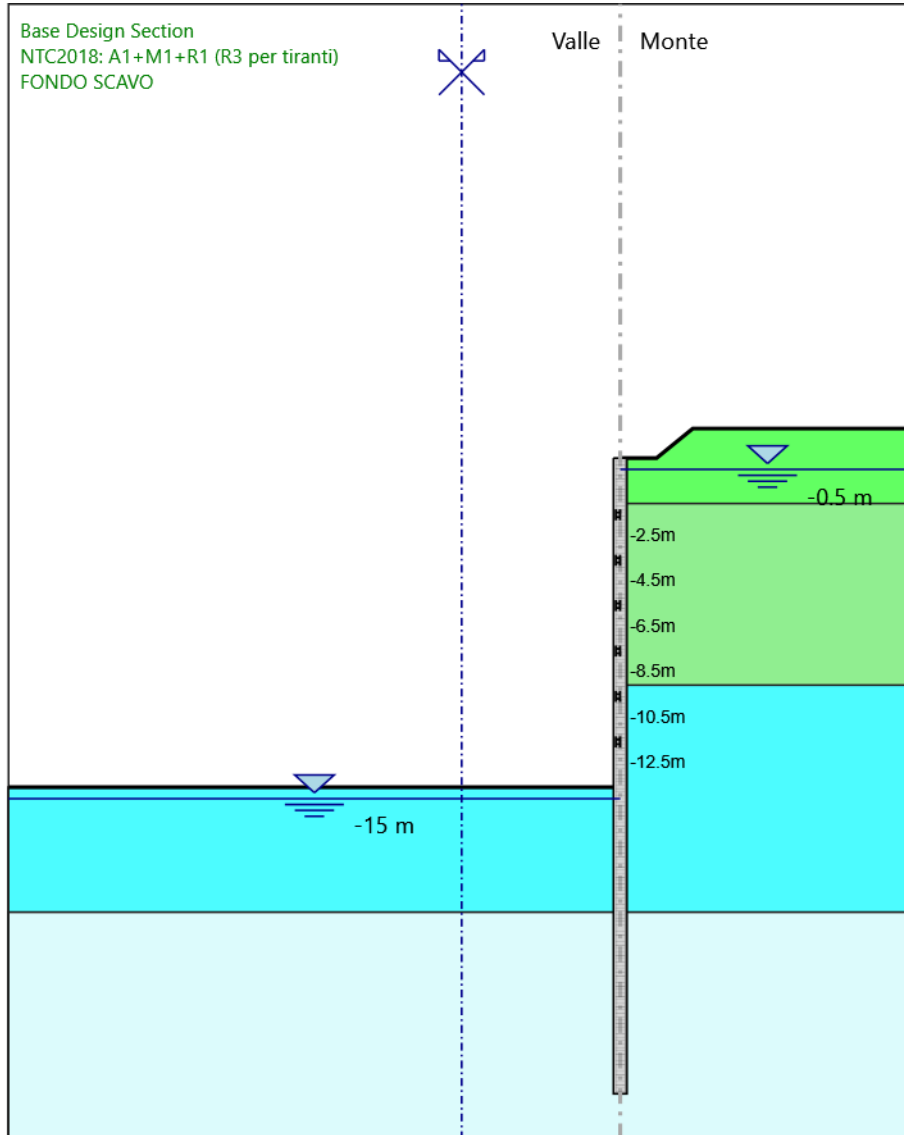 Base Design Section
NTC2018: A1+M1+R1 (R3 per tiranti)
FONDO SCAVO
Valle
Monte
-0.5 m
-2.5m
-4.5m
-6.5m
-8.5m
-10.5m
-12.5m
-15 m